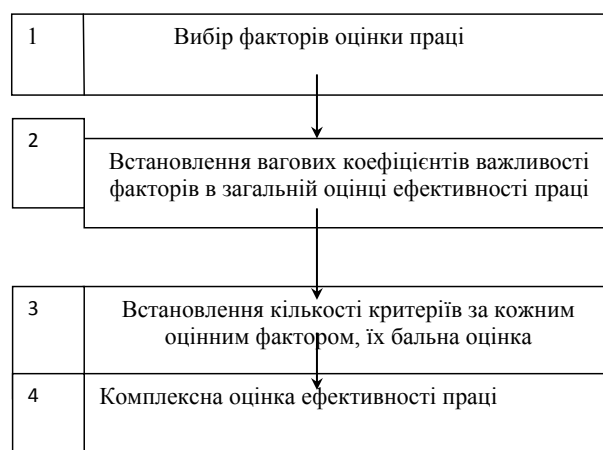 1 Вибір факторів оцінки праці
2
Встановлення вагових коефіцієнтів важливості
факторів в загальній оцінці ефективності праці
3 Встановлення кількості критеріїв за кожним
оцінним фактором, їх бальна оцінка
4 Комплексна оцінка ефективності праці